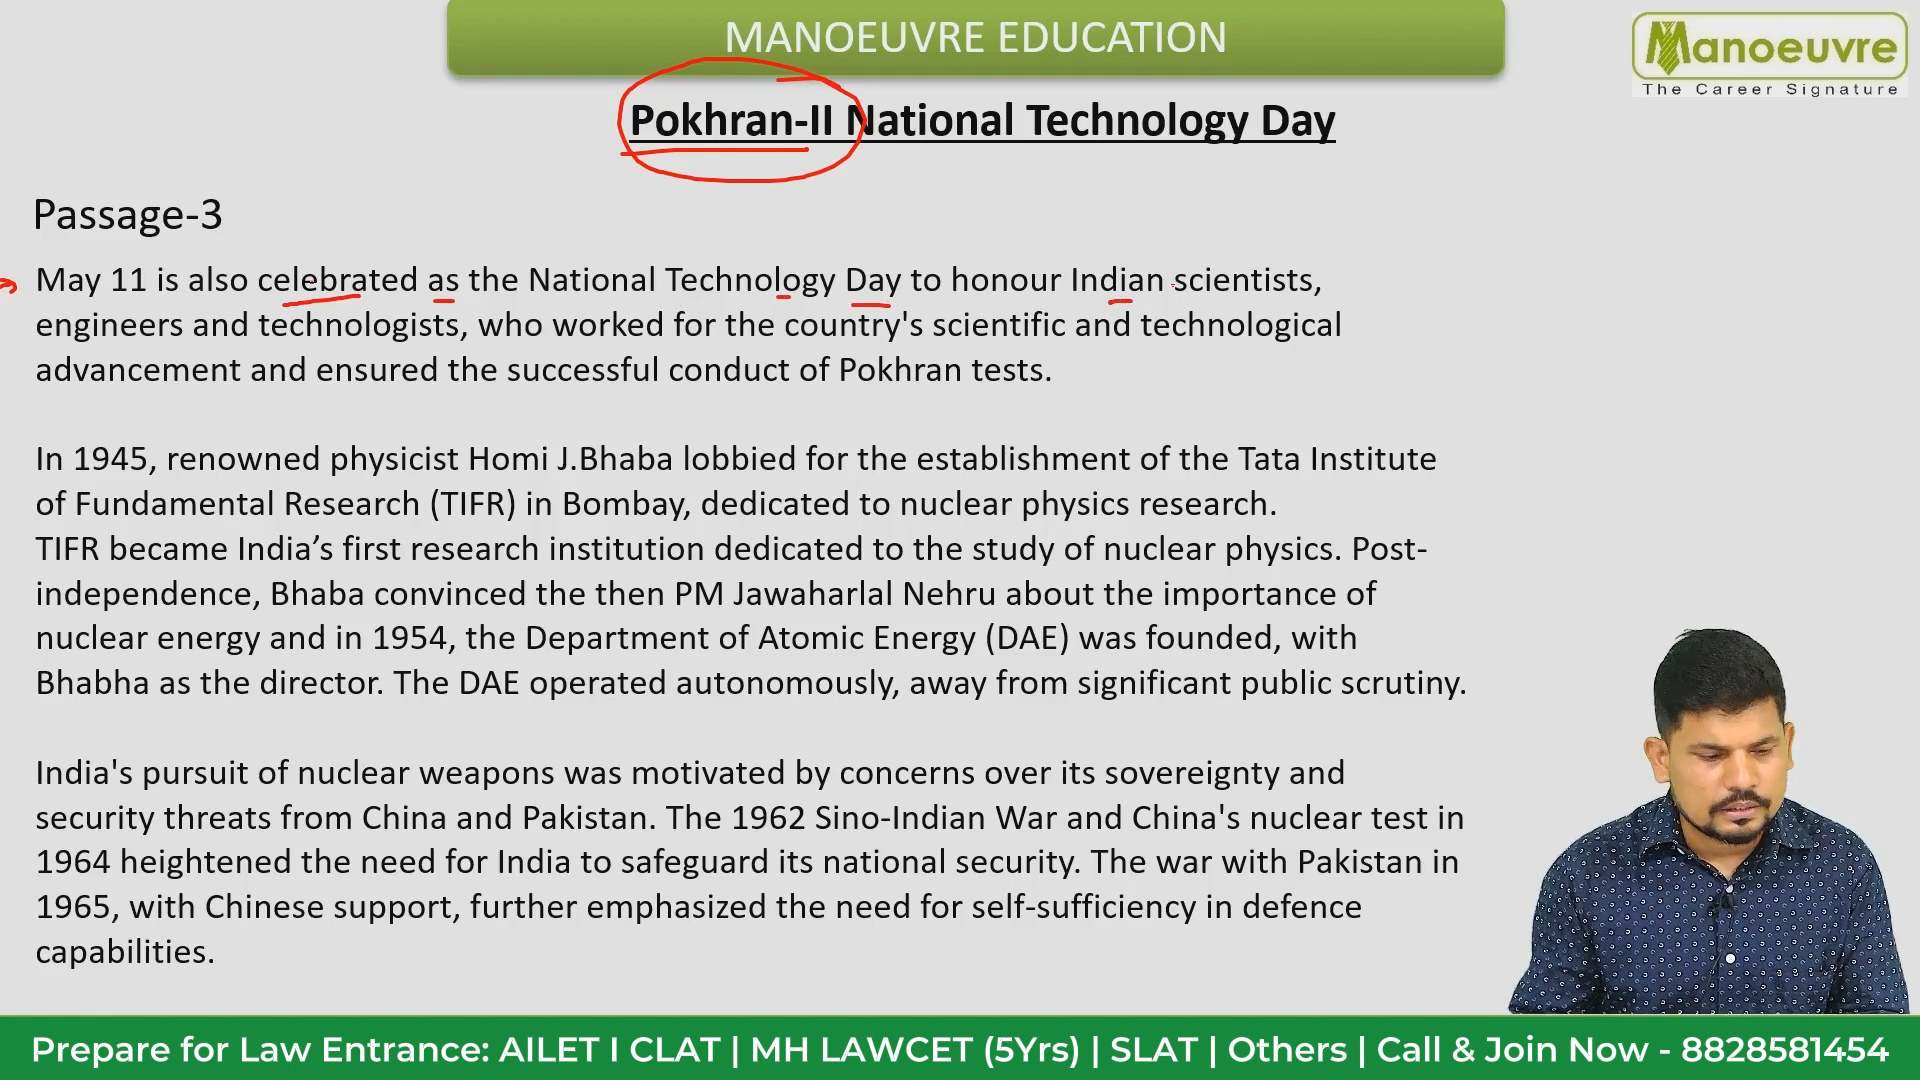 MANOEUVRE EDUCATION
Manoeuvre
The Career Signature
Pokhran-II National Technology Day
Passage-3
May 11 is also celebrated as the National Technology Day to honour Indian scientists,
engineers and technologists, who worked for the country's scientific and technological
advancement and ensured the successful conduct of Pokhran tests.
In 1945, renowned physicist Homi J.Bhaba lobbied for the establishment of the Tata Institute
of Fundamental Research (TIFR) in Bombay, dedicated to nuclear physics research.
TIFR became India’s first research institution dedicated to the study of nuclear physics. Post-
independence, Bhaba convinced the then PM Jawaharlal Nehru about the importance of
nuclear energy and in 1954, the Department of Atomic Energy (DAE) was founded, with
Bhabha as the director. The DAE operated autonomously, away from significant public scrutiny.
India's pursuit of nuclear weapons was motivated by concerns over its sovereignty and
security threats from China and Pakistan. The 1962 Sino-Indian War and China's nuclear test in
1964 heightened the need for India to safeguard its national security. The war with Pakistan in
1965, with Chinese support, further emphasized the need for self-sufficiency in defence
capabilities.
Prepare for Law Entrance: AILET I CLAT | MH LAWCET (5Yrs) | SLAT | Others | Call & Join Now - 8828581454